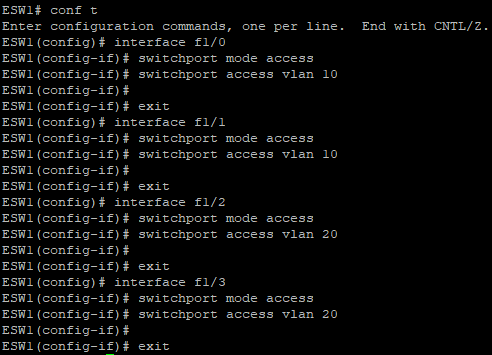 ESW1# conf t
Enter configuration commands, one per line.  End with CNTL/Z.
ESW1(config)# interface f1/0
ESW1(config-if)# switchport mode access
ESW1(config-if)# switchport access vlan 10
ESW1(config-if)#
ESW1(config-if)# exit
ESW1(config)# interface f1/1
ESW1(config-if)# switchport mode access
ESW1(config-if)# switchport access vlan 10
ESW1(config-if)#
ESW1(config-if)# exit
ESW1(config)# interface f1/2
ESW1(config-if)# switchport mode access
ESW1(config-if)# switchport access vlan 20
ESW1(config-if)#
ESW1(config-if)# exit
ESW1(config)# interface f1/3
ESW1(config-if)# switchport mode access
ESW1(config-if)# switchport access vlan 20
ESW1(config-if)#
ESW1(config-if)# exit